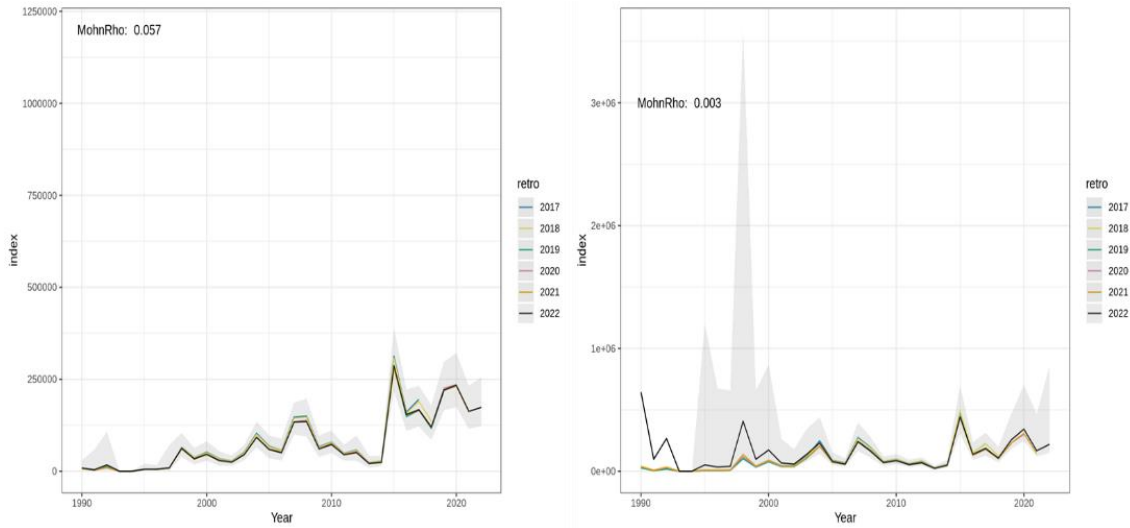 1250000
MohnRho: 0.057
1000000
750000
500000
250000
0
index
1990
2000
2010
2020
Year
retro
2017
2018
2019
2020
2021
2022
3e+06
MohnRho: 0.003
2e+06
1e+06
0e+00
index
1990
2000
2010
2020
Year
retro
2017
2018
2019
2020
2021
2022